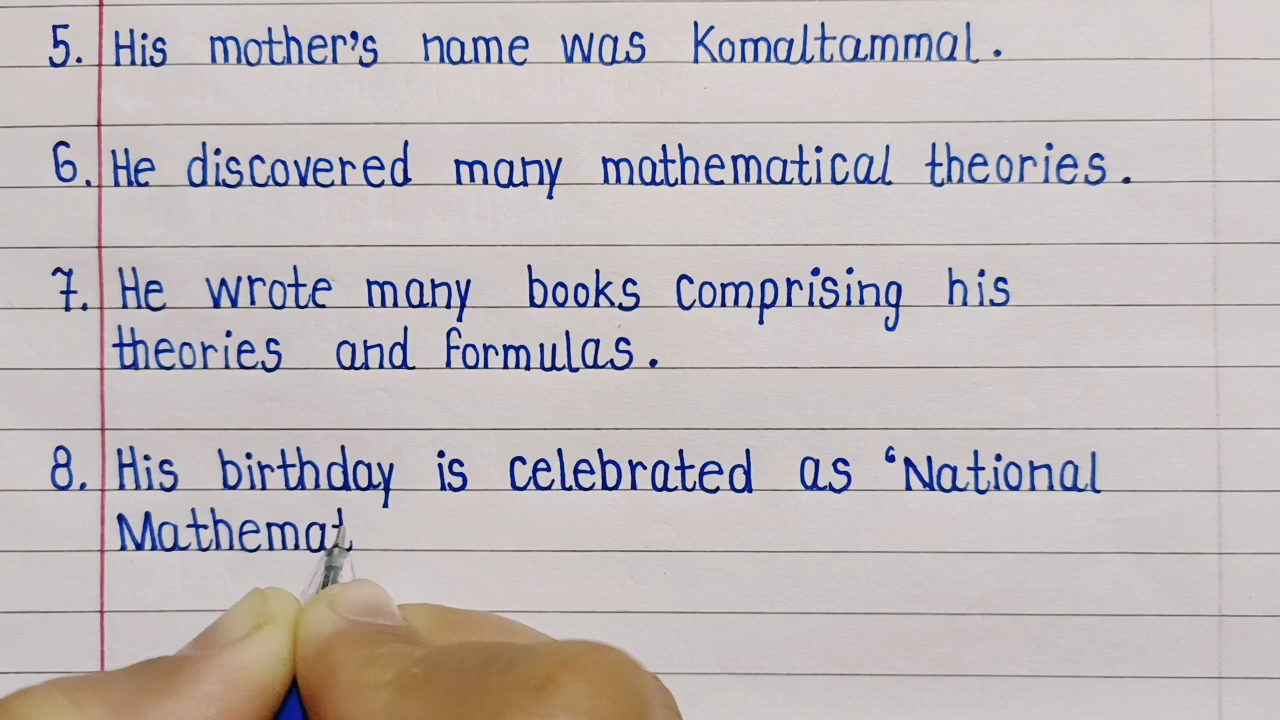 5. His mother's name was Komaltammal.
6. He discovered many mathematical theories.
7. He wrote many books comprising his
theories and formulas.
8. His birthday is celebrated as 'National
Mathemat